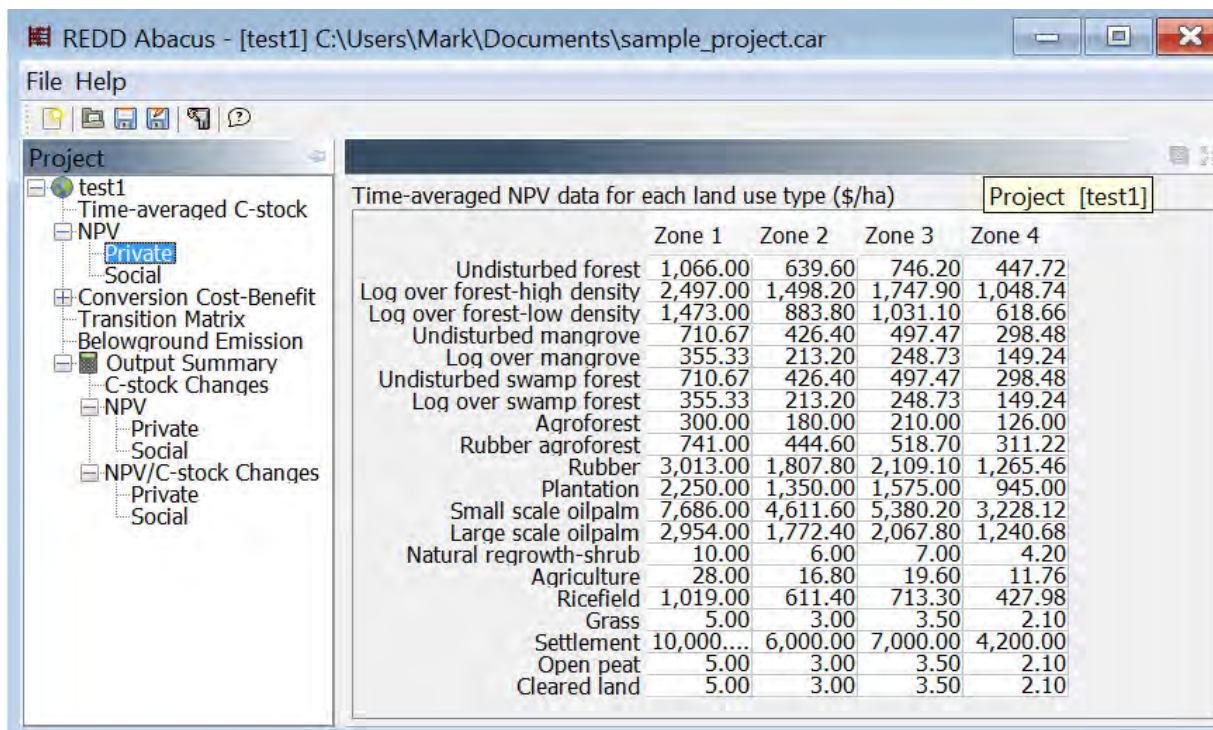 REDD Abacus - [test1] C:\Users\Mark\Documents\sample_project.car
File Help
Project
test1
Time-averaged C-stock
NPV
Private
Social
Conversion Cost-Benefit
Transition Matrix
Belowground Emission
Output Summary
C-stock Changes
NPV
Private
Social
NPV/C-stock Changes
Private
Social
Time-averaged NPV data for each land use type ($/ha)
Project [test1]
Zone 1 Zone 2 Zone 3 Zone 4
Undisturbed forest 1,066.00 639.60 746.20 447.72
Log over forest-high density 2,497.00 1,498.20 1,747.90 1,048.74
Log over forest-low density 1,473.00 883.80 1,031.10 618.66
Undisturbed mangrove 710.67 426.40 497.47 298.48
Log over mangrove 355.33 213.20 248.73 149.24
Undisturbed swamp forest 710.67 426.40 497.47 298.48
Log over swamp forest 355.33 213.20 248.73 149.24
Agroforest 300.00 180.00 210.00 126.00
Rubber agroforest 741.00 444.60 518.70 311.22
Rubber 3,013.00 1,807.80 2,109.10 1,265.46
Plantation 2,250.00 1,350.00 1,575.00 945.00
Small scale oilpalm 7,686.00 4,611.60 5,380.20 3,228.12
Large scale oilpalm 2,954.00 1,772.40 2,067.80 1,240.68
Natural regrowth-shrub 10.00 6.00 7.00 4.20
Agriculture 28.00 16.80 19.60 11.76
Ricefield 1,019.00 611.40 713.30 427.98
Grass 5.00 3.00 3.50 2.10
Settlement 10,000.... 6,000.00 7,000.00 4,200.00
Open peat 5.00 3.00 3.50 2.10
Cleared land 5.00 3.00 3.50 2.10